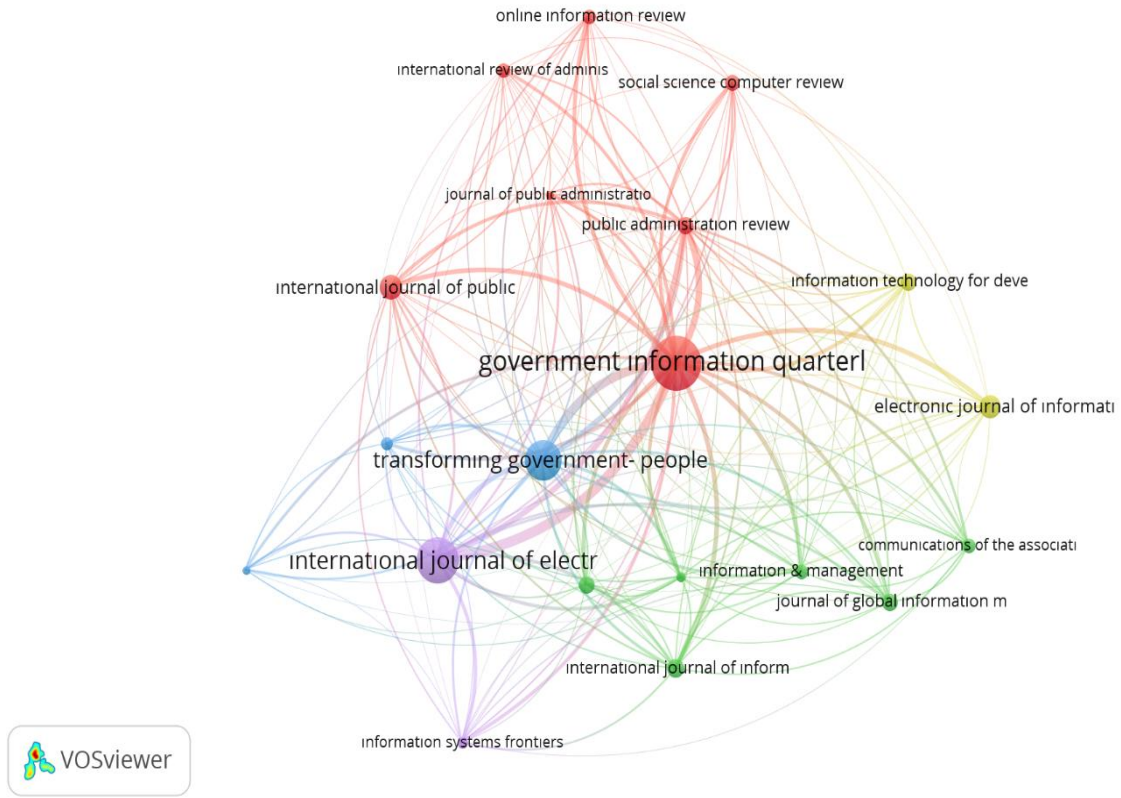 online information review
international review of adminis
social science computer review
journal of public administratio
public administration review
information technology for deve
international journal of public
government information quarterl
electronic journal of informati
transforming government- people
communications of the associati
international journal of electr
information & management
journal of global information m
international journal of inform
information systems frontiers
VOSviewer